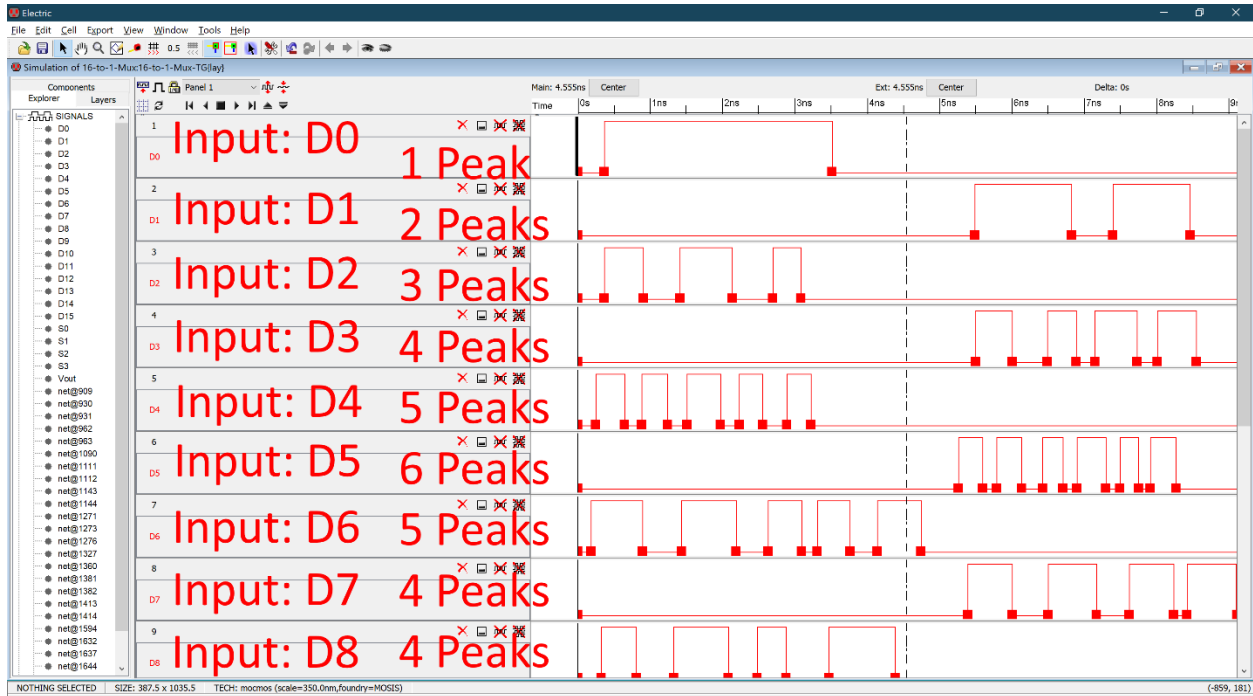 Electric
File Edit Cell Export View Window Tools Help
0.5
Simulation of 16-to-1-Mux:16-to-1-Mux-TG{lay}
Components
Explorer Layers
SIGNALS
D0
D1
D2
D3
D4
D5
D6
D7
D8
D9
D10
D11
D12
D13
D14
D15
S0
S1
S2
S3
Vout
net@909
net@930
net@931
net@962
net@963
net@1090
net@1111
net@1112
net@1143
net@1144
net@1271
net@1273
net@1276
net@1327
net@1360
net@1381
net@1382
net@1413
net@1414
net@1594
net@1632
net@1637
net@1644
Panel 1
Main: 4.555ns Center Ext: 4.555ns Center Delta: 0s
Time 0s 1ns 2ns 3ns 4ns 5ns 6ns 7ns 8ns
1
D0 Input: D0 1 Peak
2
D1 Input: D1 2 Peaks
3
D2 Input: D2 3 Peaks
4
D3 Input: D3 4 Peaks
5
D4 Input: D4 5 Peaks
6
D5 Input: D5 6 Peaks
7
D6 Input: D6 5 Peaks
8
D7 Input: D7 4 Peaks
9
D8 Input: D8 4 Peaks
NOTHING SELECTED SIZE: 387.5 x 1035.5 TECH: mocmos (scale=350.0nm,foundry=MOSIS) (-859, 181)